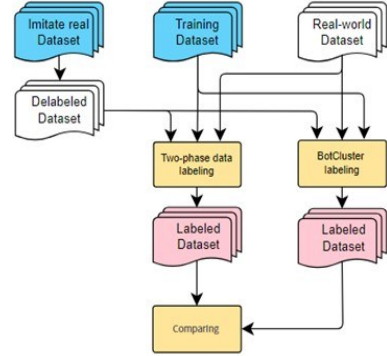 Imitate real
Dataset
Training
Dataset
Real-world
Dataset
Delabeled
Dataset
Two-phase data
labeling
BotCluster
labeling
Labeled
Dataset
Labeled
Dataset
Comparing